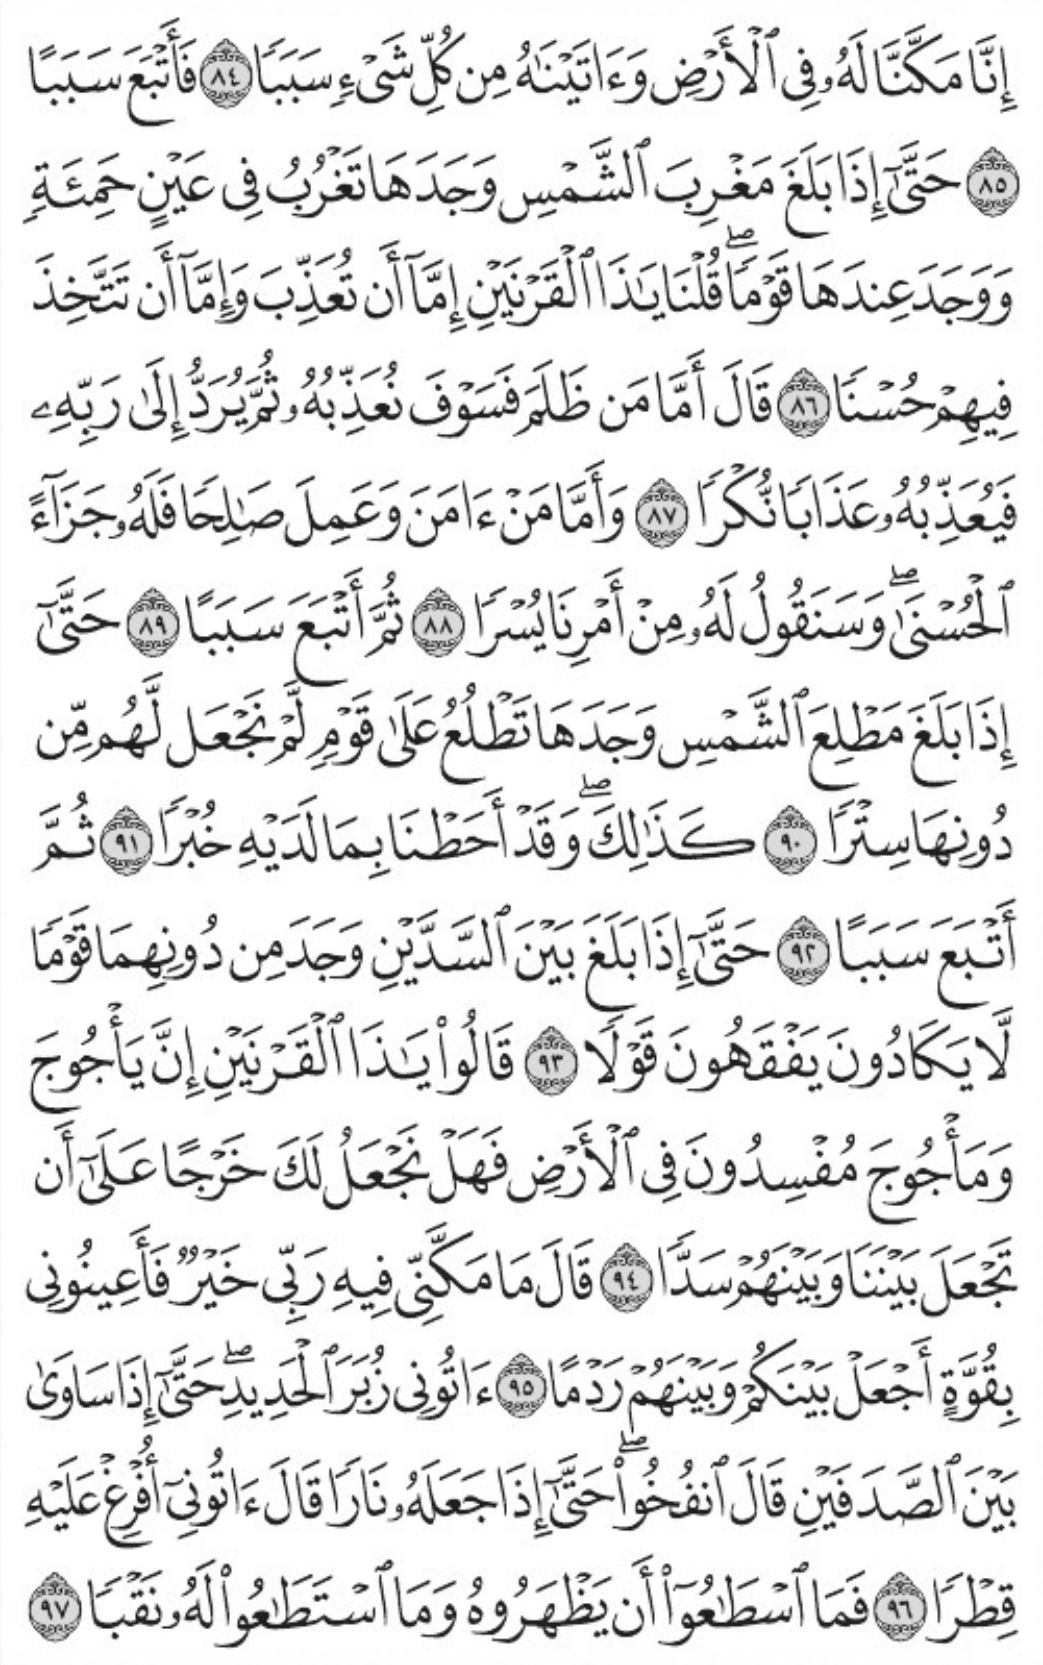 إِنَّا مَكَّنَّا لَهُۥ فِى ٱلْأَرْضِ وَءَاتَيْنَٰهُ مِن كُلِّ شَىْءٍ سَبَبًا ٨٤ فَأَتْبَعَ سَبَبًا
٨٥ حَتَّىٰٓ إِذَا بَلَغَ مَغْرِبَ ٱلشَّمْسِ وَجَدَهَا تَغْرُبُ فِى عَيْنٍ حَمِئَةٍ
وَوَجَدَ عِندَهَا قَوْمًا ۖ قُلْنَا يَٰذَا ٱلْقَرْنَيْنِ إِمَّآ أَن تُعَذِّبَ وَإِمَّآ أَن تَتَّخِذَ
فِيهِمْ حُسْنًا ٨٦ قَالَ أَمَّا مَن ظَلَمَ فَسَوْفَ نُعَذِّبُهُۥ ثُمَّ يُرَدُّ إِلَىٰ رَبِّهِۦ
فَيُعَذِّبُهُۥ عَذَابًا نُّكْرًا ٨٧ وَأَمَّا مَنْ ءَامَنَ وَعَمِلَ صَٰلِحًا فَلَهُۥ جَزَآءً
ٱلْحُسْنَىٰ ۖ وَسَنَقُولُ لَهُۥ مِنْ أَمْرِنَا يُسْرًا ٨٨ ثُمَّ أَتْبَعَ سَبَبًا ٨٩ حَتَّىٰٓ
إِذَا بَلَغَ مَطْلِعَ ٱلشَّمْسِ وَجَدَهَا تَطْلُعُ عَلَىٰ قَوْمٍ لَّمْ نَجْعَل لَّهُم مِّن
دُونِهَا سِتْرًا ٩٠ كَذَٰلِكَ ۖ وَقَدْ أَحَطْنَا بِمَا لَدَيْهِ خُبْرًا ٩١ ثُمَّ
أَتْبَعَ سَبَبًا ٩٢ حَتَّىٰٓ إِذَا بَلَغَ بَيْنَ ٱلسَّدَّيْنِ وَجَدَ مِن دُونِهِمَا قَوْمًا
لَّا يَكَادُونَ يَفْقَهُونَ قَوْلًا ٩٣ قَالُوا۟ يَٰذَا ٱلْقَرْنَيْنِ إِنَّ يَأْجُوجَ
وَمَأْجُوجَ مُفْسِدُونَ فِى ٱلْأَرْضِ فَهَلْ نَجْعَلُ لَكَ خَرْجًا عَلَىٰٓ أَن
تَجْعَلَ بَيْنَنَا وَبَيْنَهُمْ سَدًّا ٩٤ قَالَ مَا مَكَّنِّى فِيهِ رَبِّى خَيْرٌ فَأَعِينُونِى
بِقُوَّةٍ أَجْعَلْ بَيْنَكُمْ وَبَيْنَهُمْ رَدْمًا ٩٥ ءَاتُونِى زُبَرَ ٱلْحَدِيدِ ۖ حَتَّىٰٓ إِذَا سَاوَىٰ
بَيْنَ ٱلصَّدَفَيْنِ قَالَ ٱنفُخُوا۟ ۖ حَتَّىٰٓ إِذَا جَعَلَهُۥ نَارًا قَالَ ءَاتُونِىٓ أُفْرِغْ عَلَيْهِ
قِطْرًا ٩٦ فَمَا ٱسْطَٰعُوٓا۟ أَن يَظْهَرُوهُ وَمَا ٱسْتَطَٰعُوا۟ لَهُۥ نَقْبًا ٩٧